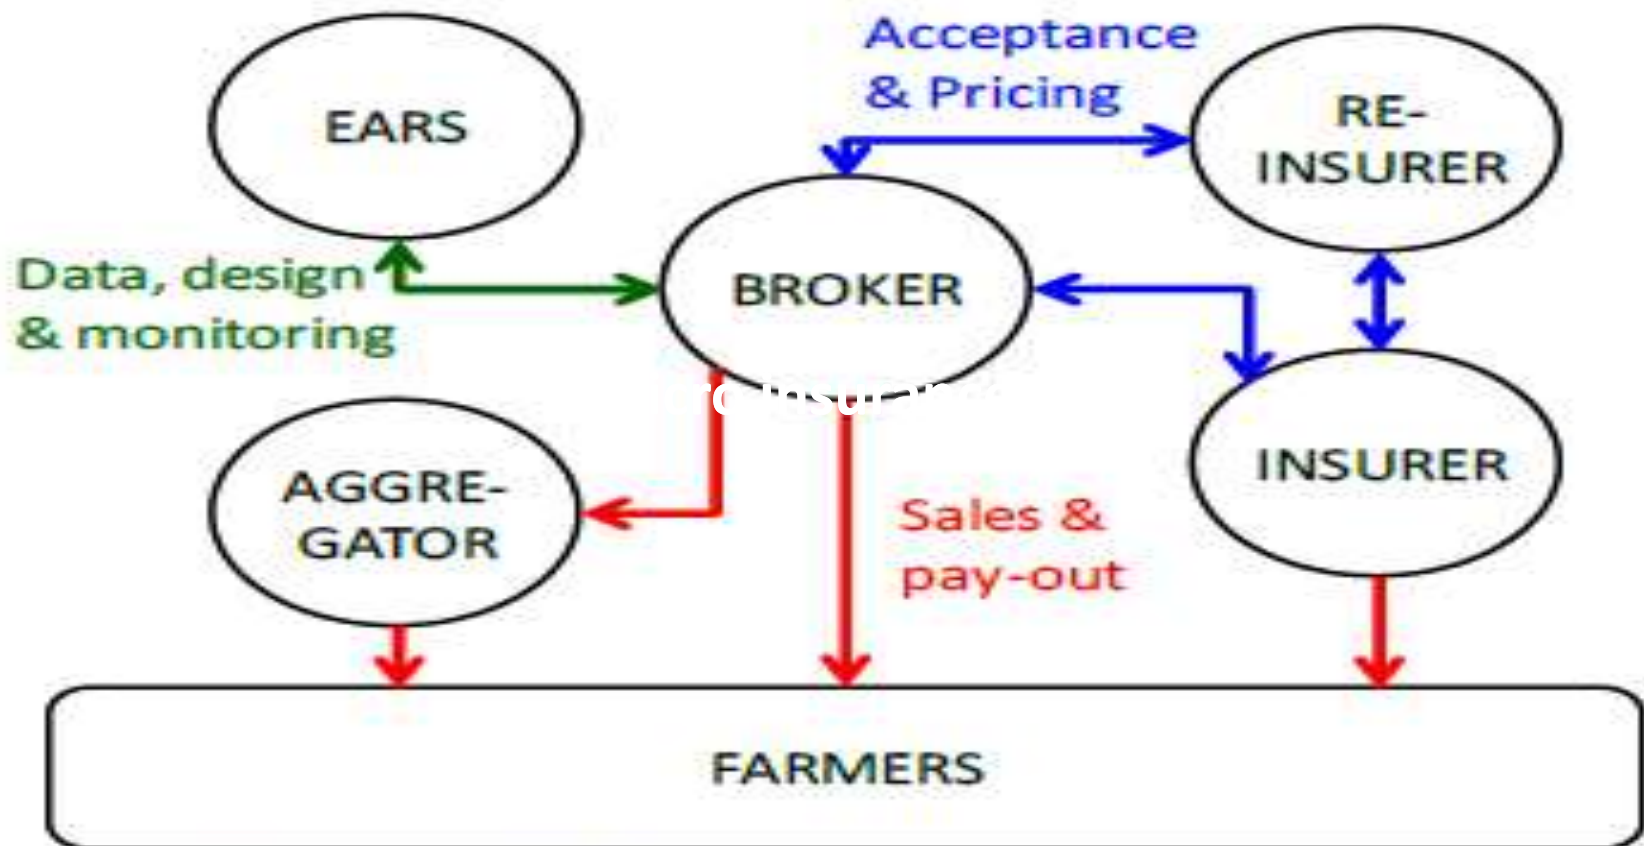 EARS
Acceptance
& Pricing
RE-
INSURER
Data, design
& monitoring
BROKER
AGGRE-
GATOR
Sales &
pay-out
INSURER
FARMERS